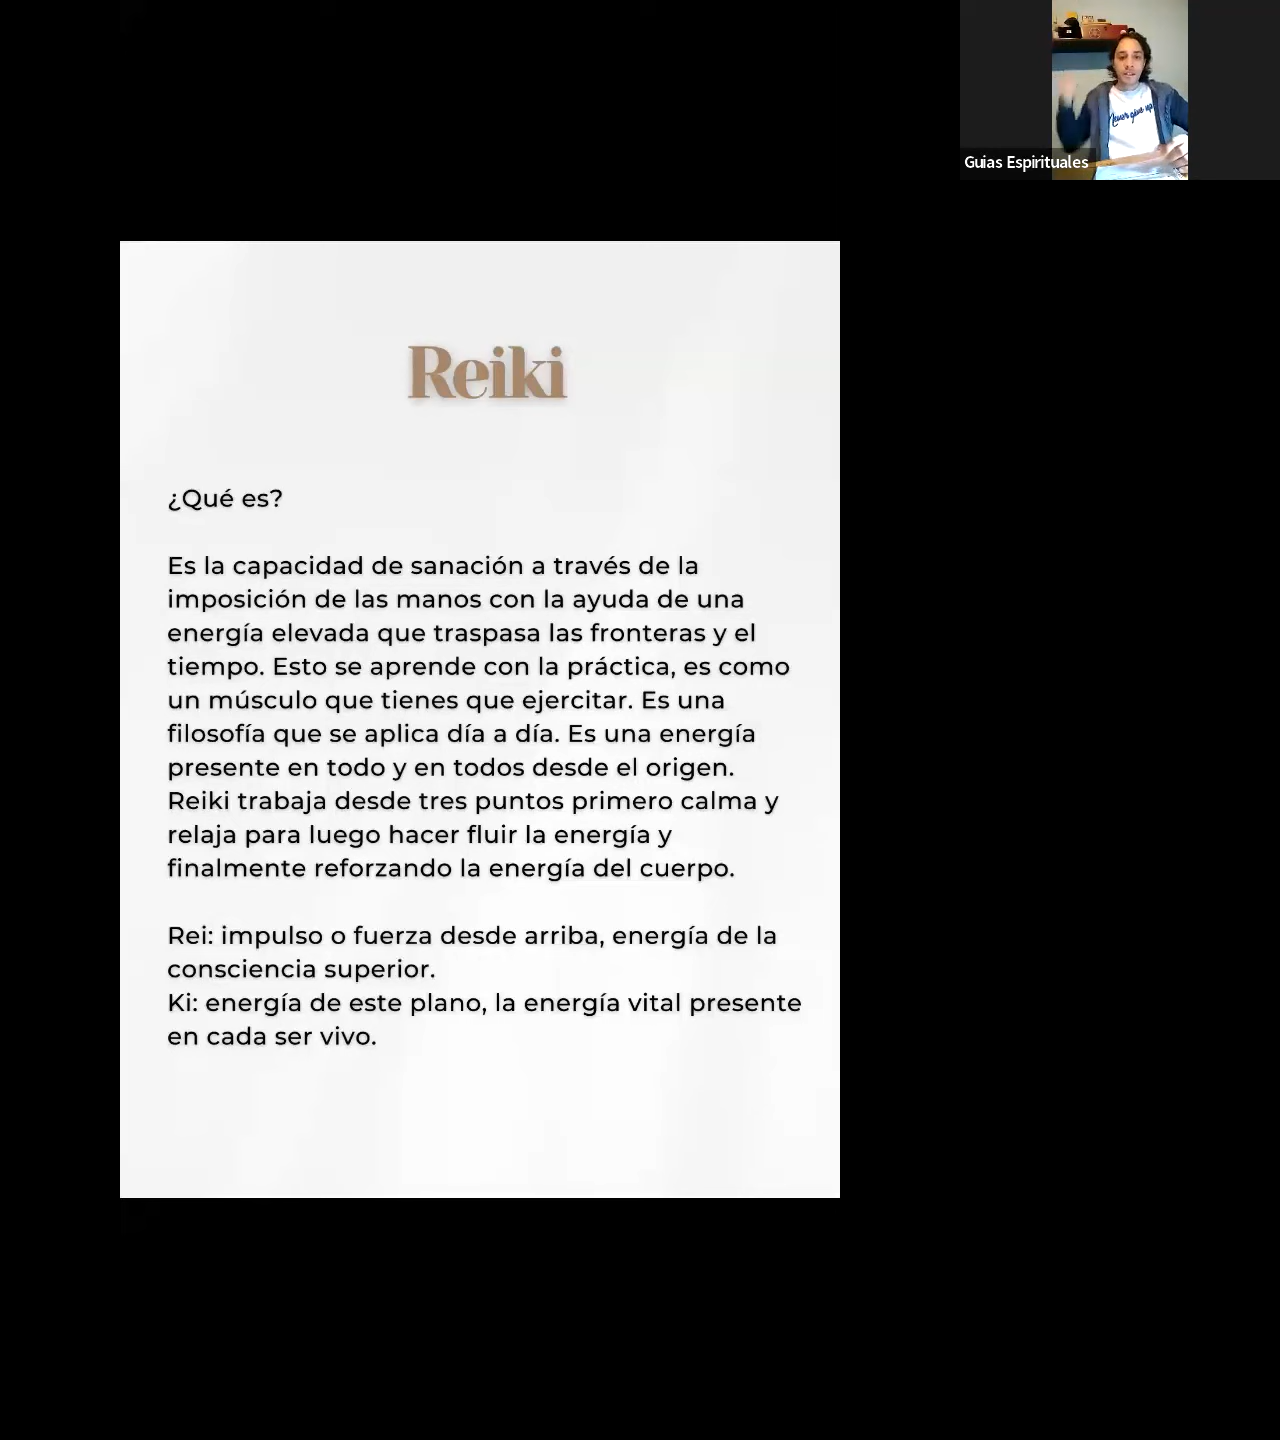 Never give up
Guias Espirituales
Reiki
¿Qué es?
Es la capacidad de sanación a través de la
imposición de las manos con la ayuda de una
energía elevada que traspasa las fronteras y el
tiempo. Esto se aprende con la práctica, es como
un músculo que tienes que ejercitar. Es una
filosofía que se aplica día a día. Es una energía
presente en todo y en todos desde el origen.
Reiki trabaja desde tres puntos primero calma y
relaja para luego hacer fluir la energía y
finalmente reforzando la energía del cuerpo.
Rei: impulso o fuerza desde arriba, energía de la
consciencia superior.
Ki: energía de este plano, la energía vital presente
en cada ser vivo.